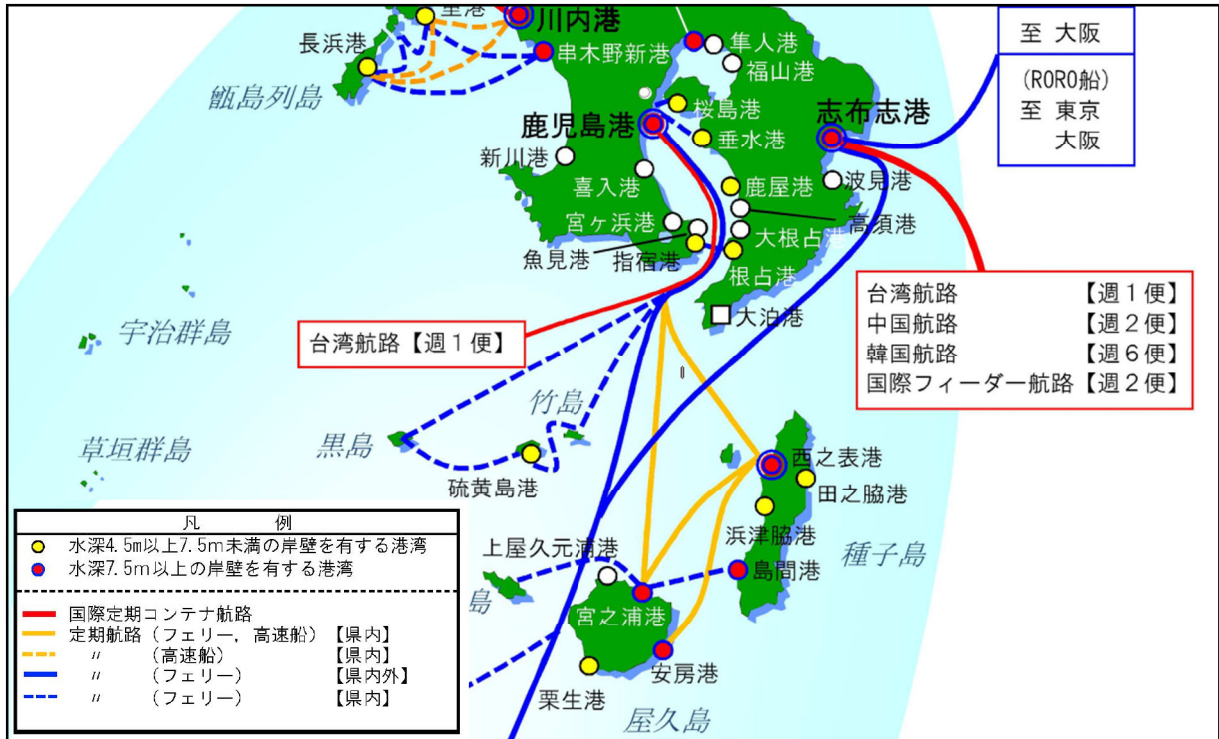 里港
川内港
長浜港
串木野新港
隼人港
福山港
甑島列島
桜島港
鹿児島港
志布志港
垂水港
新川港
喜入港
鹿屋港
波見港
宮ヶ浜港
高須港
大根占港
魚見港
指宿港
根占港
大泊港
至 大阪
(RORO船)
至 東京
大阪
台湾航路【週1便】
台湾航路 【週1便】
中国航路 【週2便】
韓国航路 【週6便】
国際フィーダー航路【週2便】
宇治群島
草垣群島
黒島
竹島
硫黄島港
西之表港
田之脇港
浜津脇港
種子島
上屋久元浦港
島間港
島
宮之浦港
安房港
栗生港
屋久島
凡 例
水深4.5m以上7.5m未満の岸壁を有する港湾
水深7.5m以上の岸壁を有する港湾
国際定期コンテナ航路
定期航路(フェリー,高速船)【県内】
〃 (高速船) 【県内】
〃 (フェリー) 【県内外】
〃 (フェリー) 【県内】